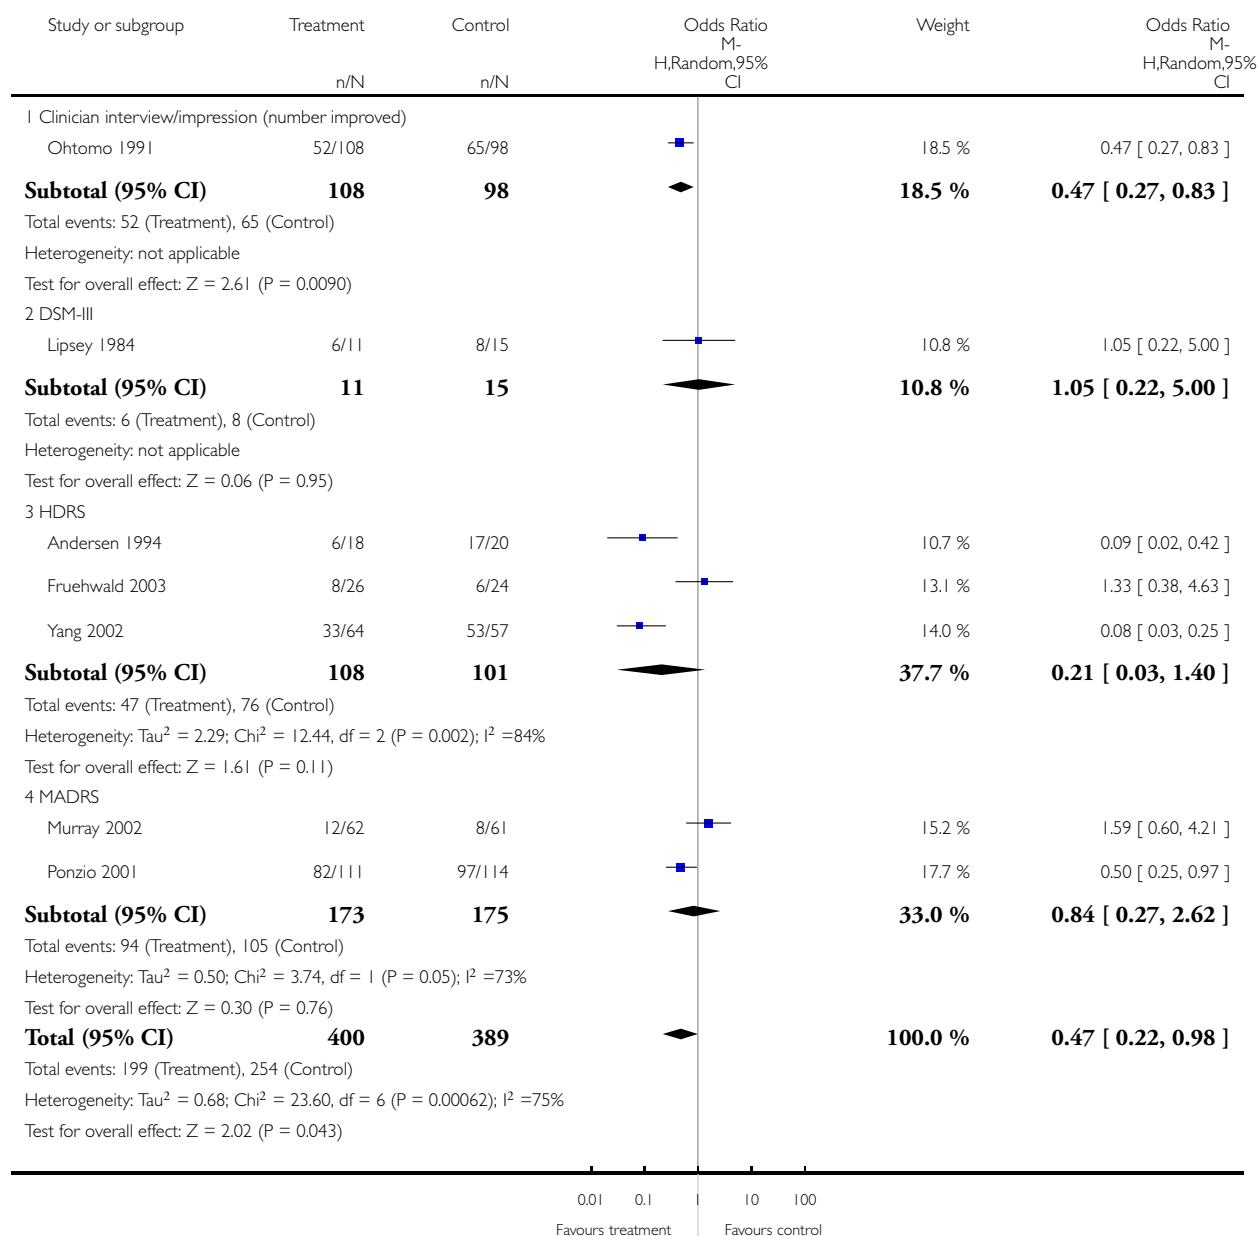 Study or subgroup Treatment Control Odds Ratio Weight Odds Ratio
M- M-
H,Random,95% H,Random,95%
n/N n/N CI CI
1 Clinician interview/impression (number improved)
Ohtomo 1991 52/108 65/98 18.5 % 0.47 [ 0.27, 0.83 ]
Subtotal (95% CI) 108 98 18.5 % 0.47 [ 0.27, 0.83 ]
Total events: 52 (Treatment), 65 (Control)
Heterogeneity: not applicable
Test for overall effect: Z = 2.61 (P = 0.0090)
2 DSM-III
Lipsey 1984 6/11 8/15 10.8 % 1.05 [ 0.22, 5.00 ]
Subtotal (95% CI) 11 15 10.8 % 1.05 [ 0.22, 5.00 ]
Total events: 6 (Treatment), 8 (Control)
Heterogeneity: not applicable
Test for overall effect: Z = 0.06 (P = 0.95)
3 HDRS
Andersen 1994 6/18 17/20 10.7 % 0.09 [ 0.02, 0.42 ]
Fruehwald 2003 8/26 6/24 13.1 % 1.33 [ 0.38, 4.63 ]
Yang 2002 33/64 53/57 14.0 % 0.08 [ 0.03, 0.25 ]
Subtotal (95% CI) 108 101 37.7 % 0.21 [ 0.03, 1.40 ]
Total events: 47 (Treatment), 76 (Control)
Heterogeneity: Tau² = 2.29; Chi² = 12.44, df = 2 (P = 0.002); I² =84%
Test for overall effect: Z = 1.61 (P = 0.11)
4 MADRS
Murray 2002 12/62 8/61 15.2 % 1.59 [ 0.60, 4.21 ]
Ponzio 2001 82/111 97/114 17.7 % 0.50 [ 0.25, 0.97 ]
Subtotal (95% CI) 173 175 33.0 % 0.84 [ 0.27, 2.62 ]
Total events: 94 (Treatment), 105 (Control)
Heterogeneity: Tau² = 0.50; Chi² = 3.74, df = 1 (P = 0.05); I² =73%
Test for overall effect: Z = 0.30 (P = 0.76)
Total (95% CI) 400 389 100.0 % 0.47 [ 0.22, 0.98 ]
Total events: 199 (Treatment), 254 (Control)
Heterogeneity: Tau² = 0.68; Chi² = 23.60, df = 6 (P = 0.00062); I² =75%
Test for overall effect: Z = 2.02 (P = 0.043)
0.01 0.1 1 10 100
Favours treatment Favours control